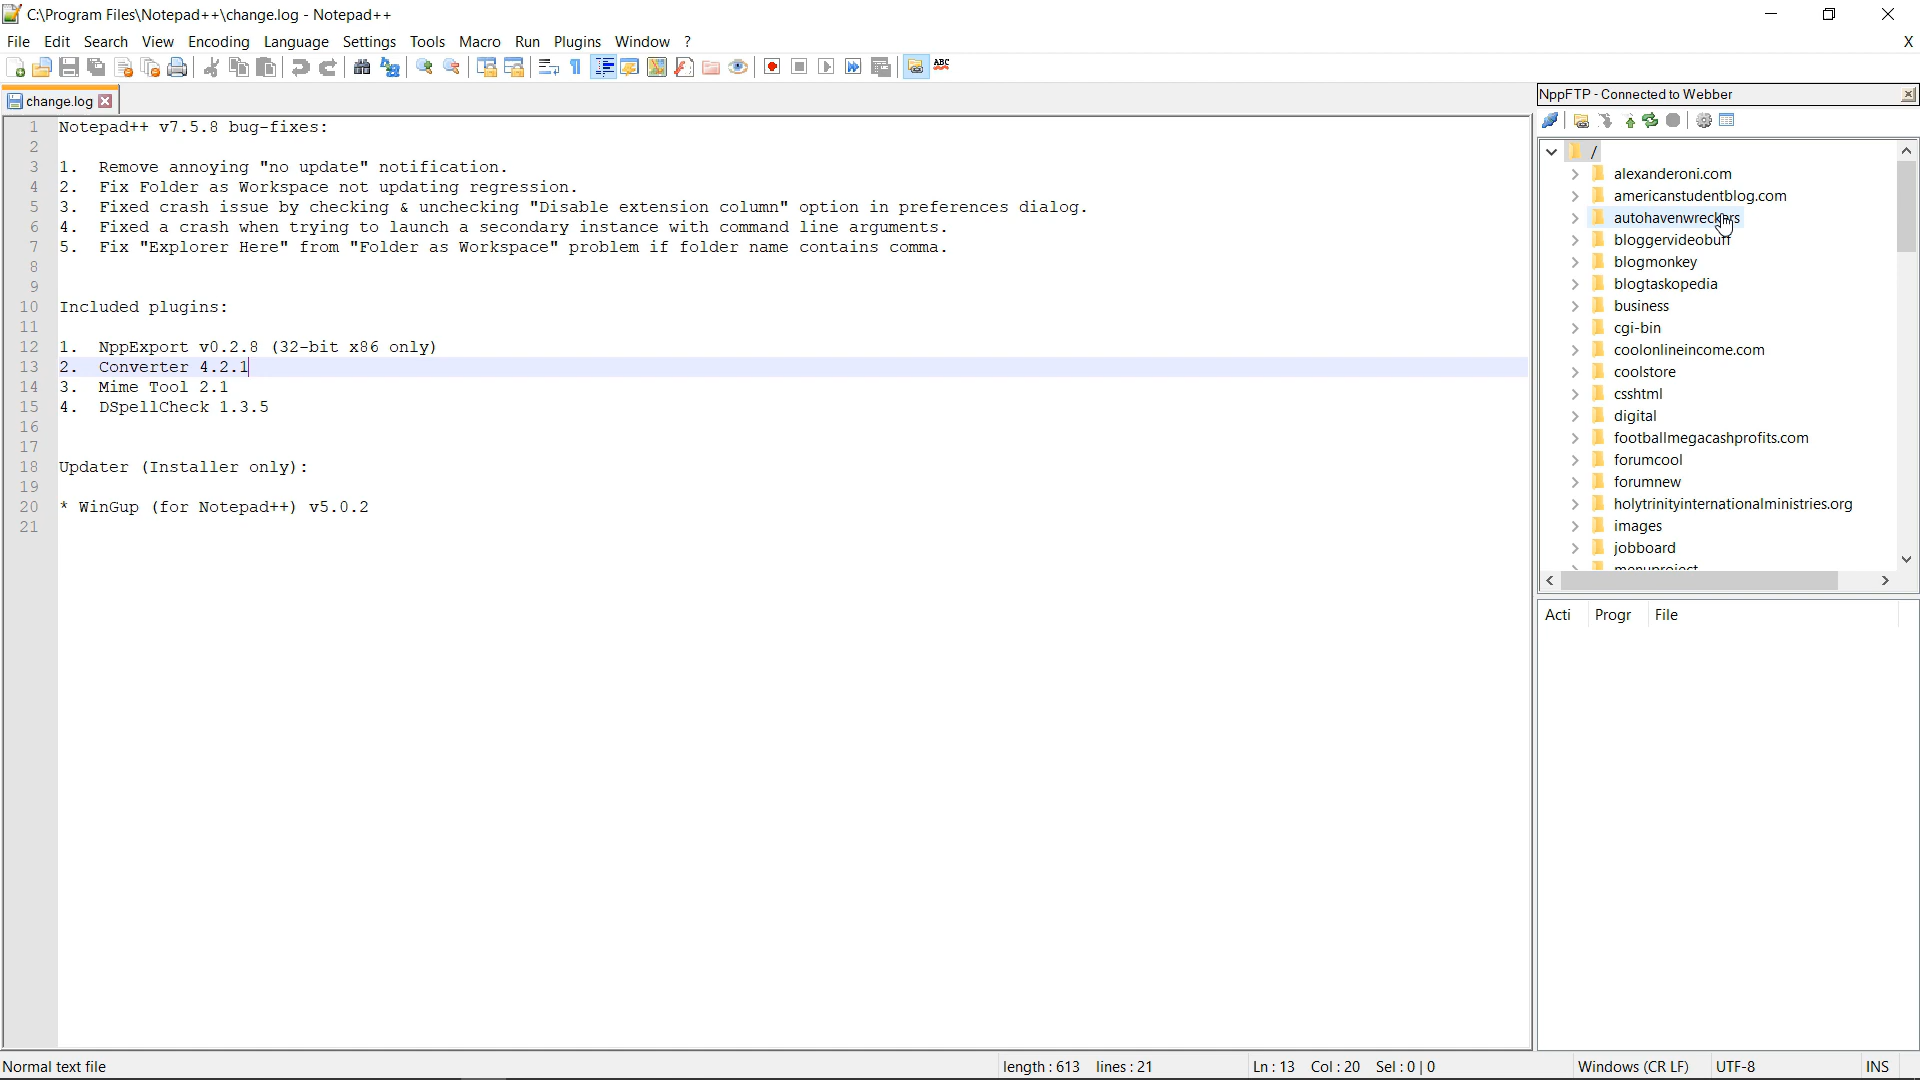 C:\Program Files\Notepad++\change.log - Notepad++
File Edit Search View Encoding Language Settings Tools Macro Run Plugins Window ? X
ABC
change.log
NppFTP - Connected to Webber
1 Notepad++ v7.5.8 bug-fixes:
2
3 1. Remove annoying "no update" notification.
4 2. Fix Folder as Workspace not updating regression.
5 3. Fixed crash issue by checking & unchecking "Disable extension column" option in preferences dialog.
6 4. Fixed a crash when trying to launch a secondary instance with command line arguments.
7 5. Fix "Explorer Here" from "Folder as Workspace" problem if folder name contains comma.
8
9
10 Included plugins:
11
12 1. NppExport v0.2.8 (32-bit x86 only)
13 2. Converter 4.2.1
14 3. Mime Tool 2.1
15 4. DSpellCheck 1.3.5
16
17
18 Updater (Installer only):
19
20 * WinGup (for Notepad++) v5.0.2
21
/
alexanderoni.com
americanstudentblog.com
autohavenwreckers
bloggervideobuff
blogmonkey
blogtaskopedia
business
cgi-bin
coolonlineincome.com
coolstore
csshtml
digital
footballmegacashprofits.com
forumcool
forumnew
holytrinityinternationalministries.org
images
jobboard
menuproject
Acti Progr File
Normal text file length : 613 lines : 21 Ln : 13 Col : 20 Sel : 0 | 0 Windows (CR LF) UTF-8 INS